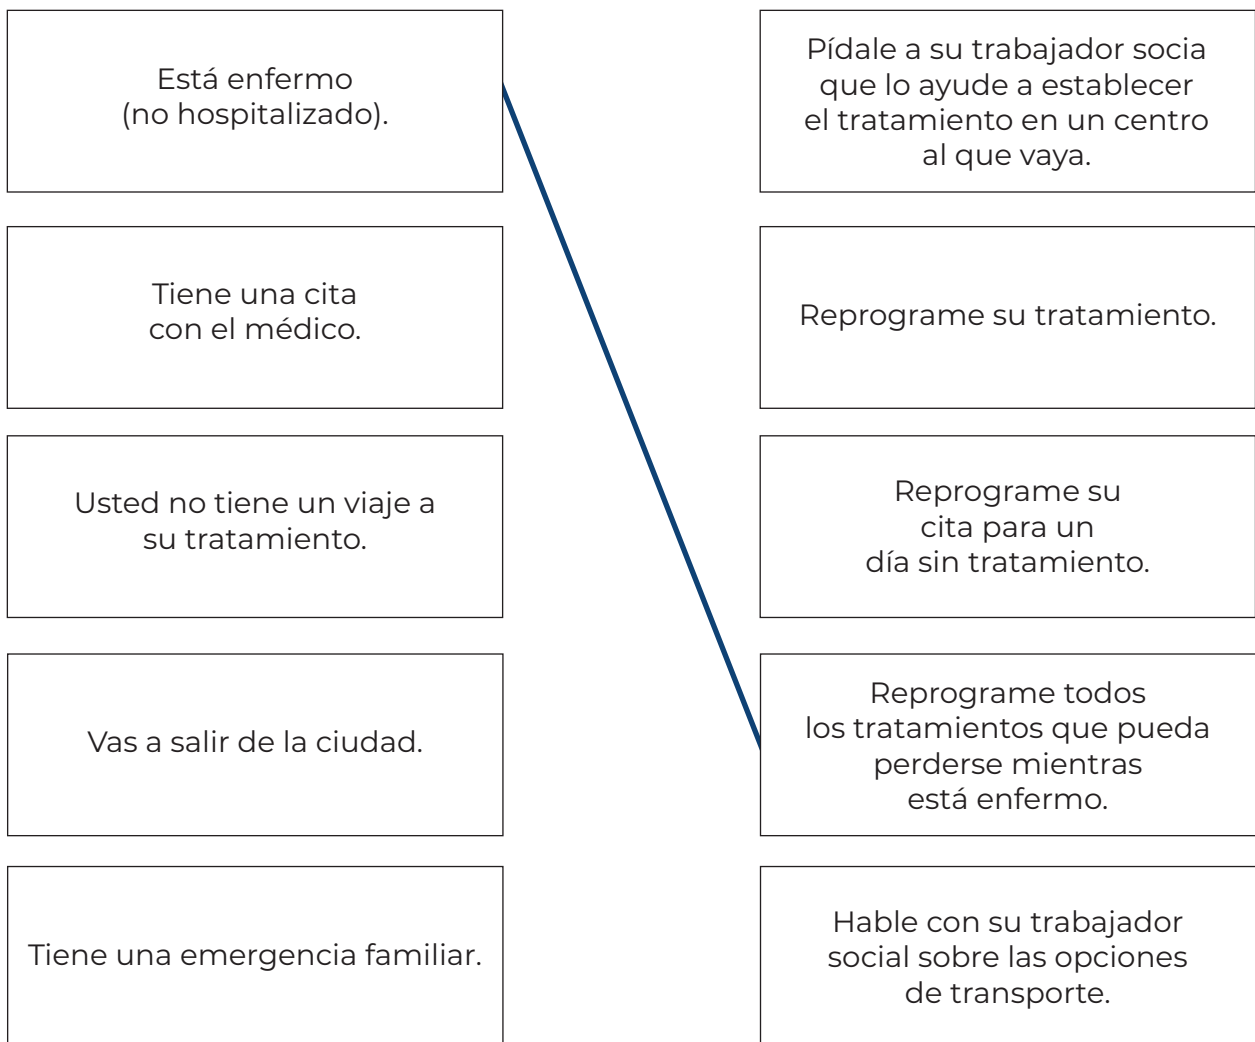 Está enfermo
(no hospitalizado).
Pídale a su trabajador socia
que lo ayude a establecer
el tratamiento en un centro
al que vaya.
Tiene una cita
con el médico.
Reprograme su tratamiento.
Usted no tiene un viaje a
su tratamiento.
Reprograme su
cita para un
día sin tratamiento.
Vas a salir de la ciudad.
Reprograme todos
los tratamientos que pueda
perderse mientras
está enfermo.
Tiene una emergencia familiar.
Hable con su trabajador
social sobre las opciones
de transporte.